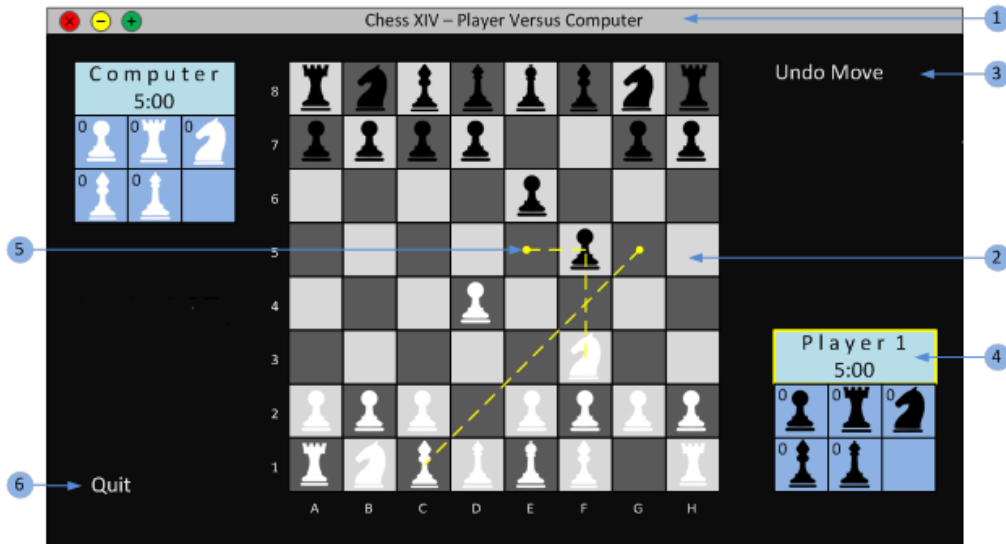 Chess XIV – Player Versus Computer
1
Computer
5:00
0 0 0
0 0
Undo Move
3
8
7
6
5
4
3
2
1
5
2
Player 1
5:00
4
0 0 0
0 0
6
Quit
A B C D E F G H